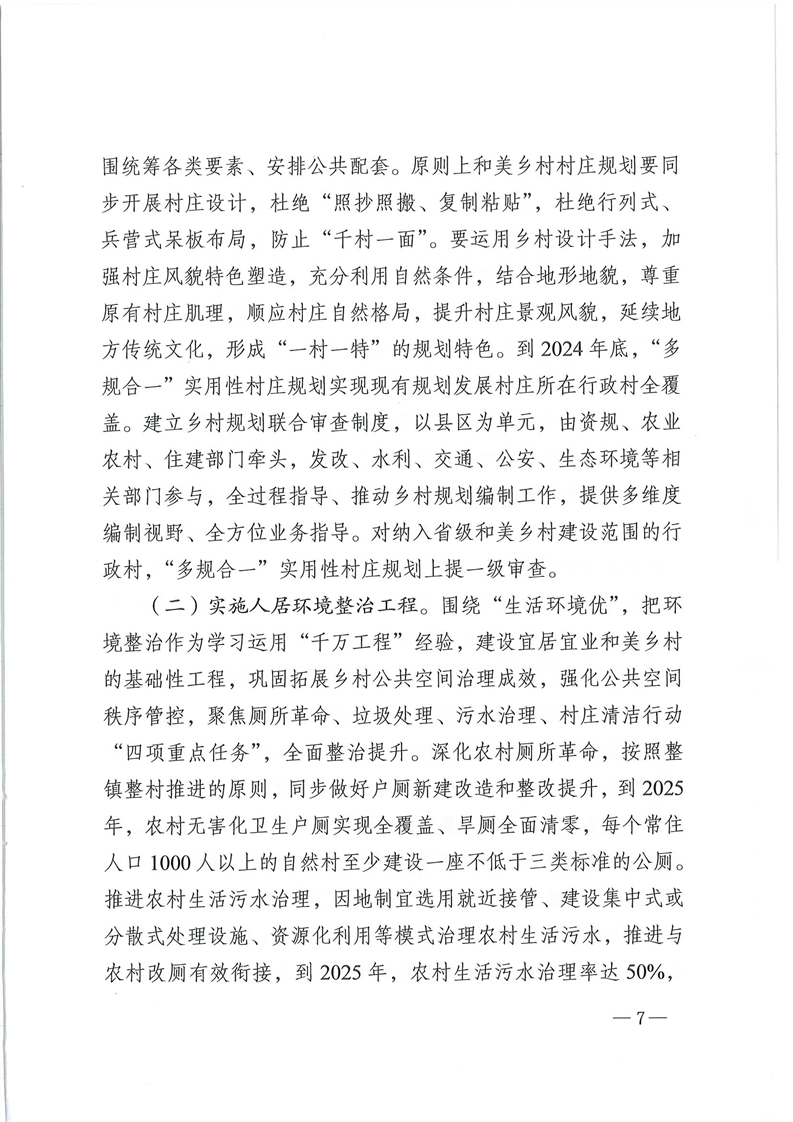 围统筹各类要素、安排公共配套。原则上和美乡村村庄规划要同
步开展村庄设计，杜绝“照抄照搬、复制粘贴”，杜绝行列式、
兵营式呆板布局，防止“千村一面”。要运用乡村设计手法，加
强村庄风貌特色塑造，充分利用自然条件，结合地形地貌，尊重
原有村庄肌理，顺应村庄自然格局，提升村庄景观风貌，延续地
方传统文化，形成“一村一特”的规划特色。到 2024 年底，“多
规合一”实用性村庄规划实现现有规划发展村庄所在行政村全覆
盖。建立乡村规划联合审查制度，以县区为单元，由资规、农业
农村、住建部门牵头，发改、水利、交通、公安、生态环境等相
关部门参与，全过程指导、推动乡村规划编制工作，提供多维度
编制视野、全方位业务指导。对纳入省级和美乡村建设范围的行
政村，“多规合一”实用性村庄规划上提一级审查。
（二）实施人居环境整治工程。围绕“生活环境优”，把环
境整治作为学习运用“千万工程”经验，建设宜居宜业和美乡村
的基础性工程，巩固拓展乡村公共空间治理成效，强化公共空间
秩序管控，聚焦厕所革命、垃圾处理、污水治理、村庄清洁行动
“四项重点任务”，全面整治提升。深化农村厕所革命，按照整
镇整村推进的原则，同步做好户厕新建改造和整改提升，到 2025
年，农村无害化卫生户厕实现全覆盖、旱厕全面清零，每个常住
人口 1000 人以上的自然村至少建设一座不低于三类标准的公厕。
推进农村生活污水治理，因地制宜选用就近接管、建设集中式或
分散式处理设施、资源化利用等模式治理农村生活污水，推进与
农村改厕有效衔接，到 2025 年，农村生活污水治理率达 50%，
— 7 —